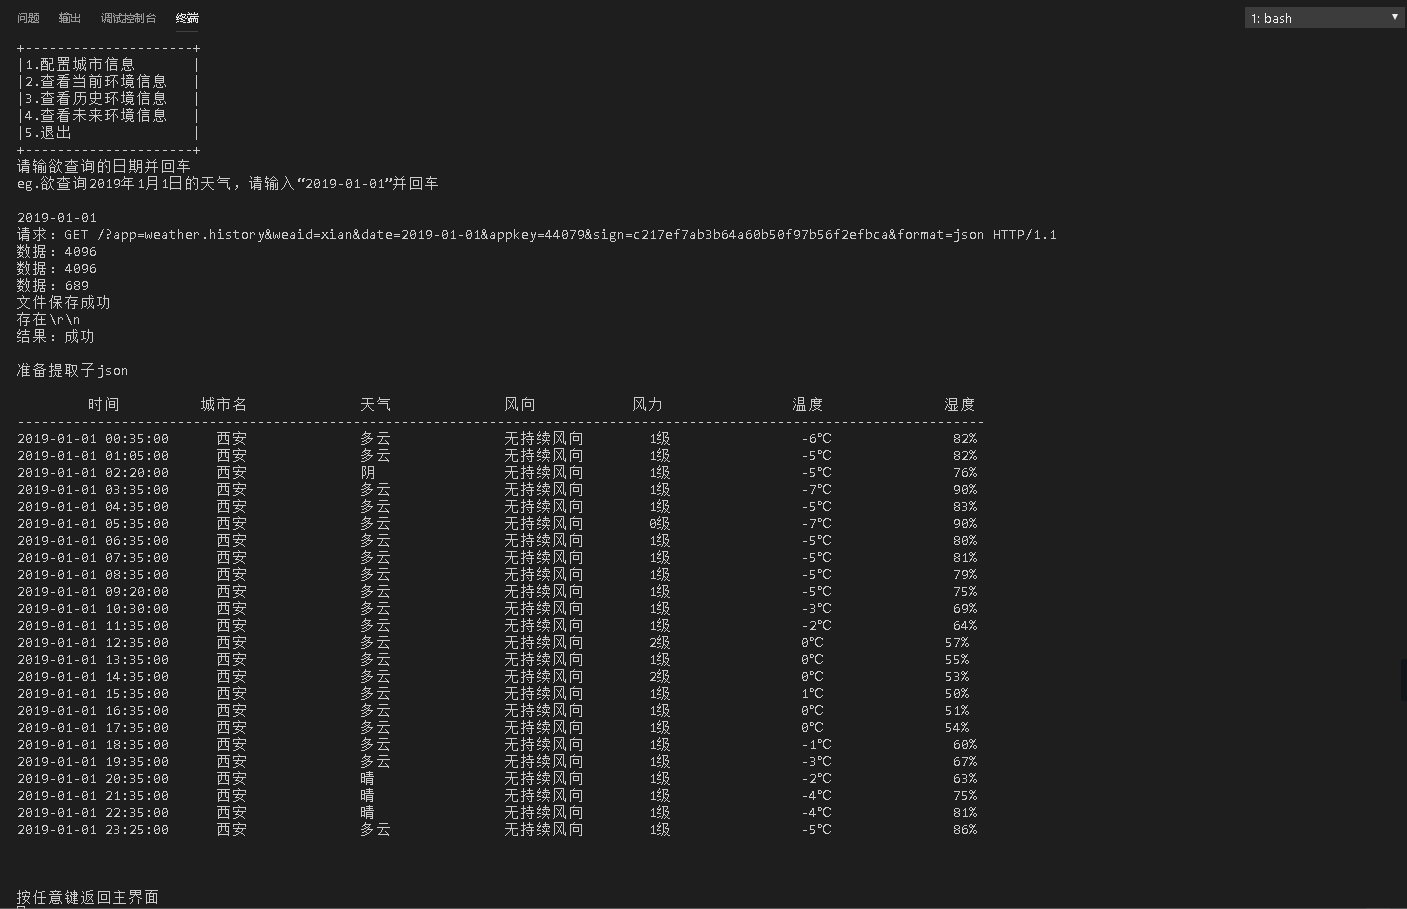 问题 输出 调试控制台 终端 1: bash
+---------------------+
|1.配置城市信息 |
|2.查看当前环境信息 |
|3.查看历史环境信息 |
|4.查看未来环境信息 |
|5.退出 |
+---------------------+
请输欲查询的日期并回车
eg.欲查询2019年1月1日的天气，请输入“2019-01-01”并回车
2019-01-01
请求: GET /?app=weather.history&weaid=xian&date=2019-01-01&appkey=44079&sign=c217ef7ab3b64a60b50f97b56f2efbca&format=json HTTP/1.1
数据: 4096
数据: 4096
数据: 689
文件保存成功
存在\r\n
结果: 成功
准备提取子json
时间 城市名 天气 风向 风力 温度 湿度
-------------------------------------------------------------------------------------------------------------------------
2019-01-01 00:35:00 西安 多云 无持续风向 1级 -6℃ 82%
2019-01-01 01:05:00 西安 多云 无持续风向 1级 -5℃ 82%
2019-01-01 02:20:00 西安 阴 无持续风向 1级 -5℃ 76%
2019-01-01 03:35:00 西安 多云 无持续风向 1级 -7℃ 90%
2019-01-01 04:35:00 西安 多云 无持续风向 1级 -5℃ 83%
2019-01-01 05:35:00 西安 多云 无持续风向 0级 -7℃ 90%
2019-01-01 06:35:00 西安 多云 无持续风向 1级 -5℃ 80%
2019-01-01 07:35:00 西安 多云 无持续风向 1级 -5℃ 81%
2019-01-01 08:35:00 西安 多云 无持续风向 1级 -5℃ 79%
2019-01-01 09:20:00 西安 多云 无持续风向 1级 -5℃ 75%
2019-01-01 10:30:00 西安 多云 无持续风向 1级 -3℃ 69%
2019-01-01 11:35:00 西安 多云 无持续风向 1级 -2℃ 64%
2019-01-01 12:35:00 西安 多云 无持续风向 2级 0℃ 57%
2019-01-01 13:35:00 西安 多云 无持续风向 1级 0℃ 55%
2019-01-01 14:35:00 西安 多云 无持续风向 2级 0℃ 53%
2019-01-01 15:35:00 西安 多云 无持续风向 1级 1℃ 50%
2019-01-01 16:35:00 西安 多云 无持续风向 1级 0℃ 51%
2019-01-01 17:35:00 西安 多云 无持续风向 1级 0℃ 54%
2019-01-01 18:35:00 西安 多云 无持续风向 1级 -1℃ 60%
2019-01-01 19:35:00 西安 多云 无持续风向 1级 -3℃ 67%
2019-01-01 20:35:00 西安 晴 无持续风向 1级 -2℃ 63%
2019-01-01 21:35:00 西安 晴 无持续风向 1级 -4℃ 75%
2019-01-01 22:35:00 西安 晴 无持续风向 1级 -4℃ 81%
2019-01-01 23:25:00 西安 多云 无持续风向 1级 -5℃ 86%
按任意键返回主界面